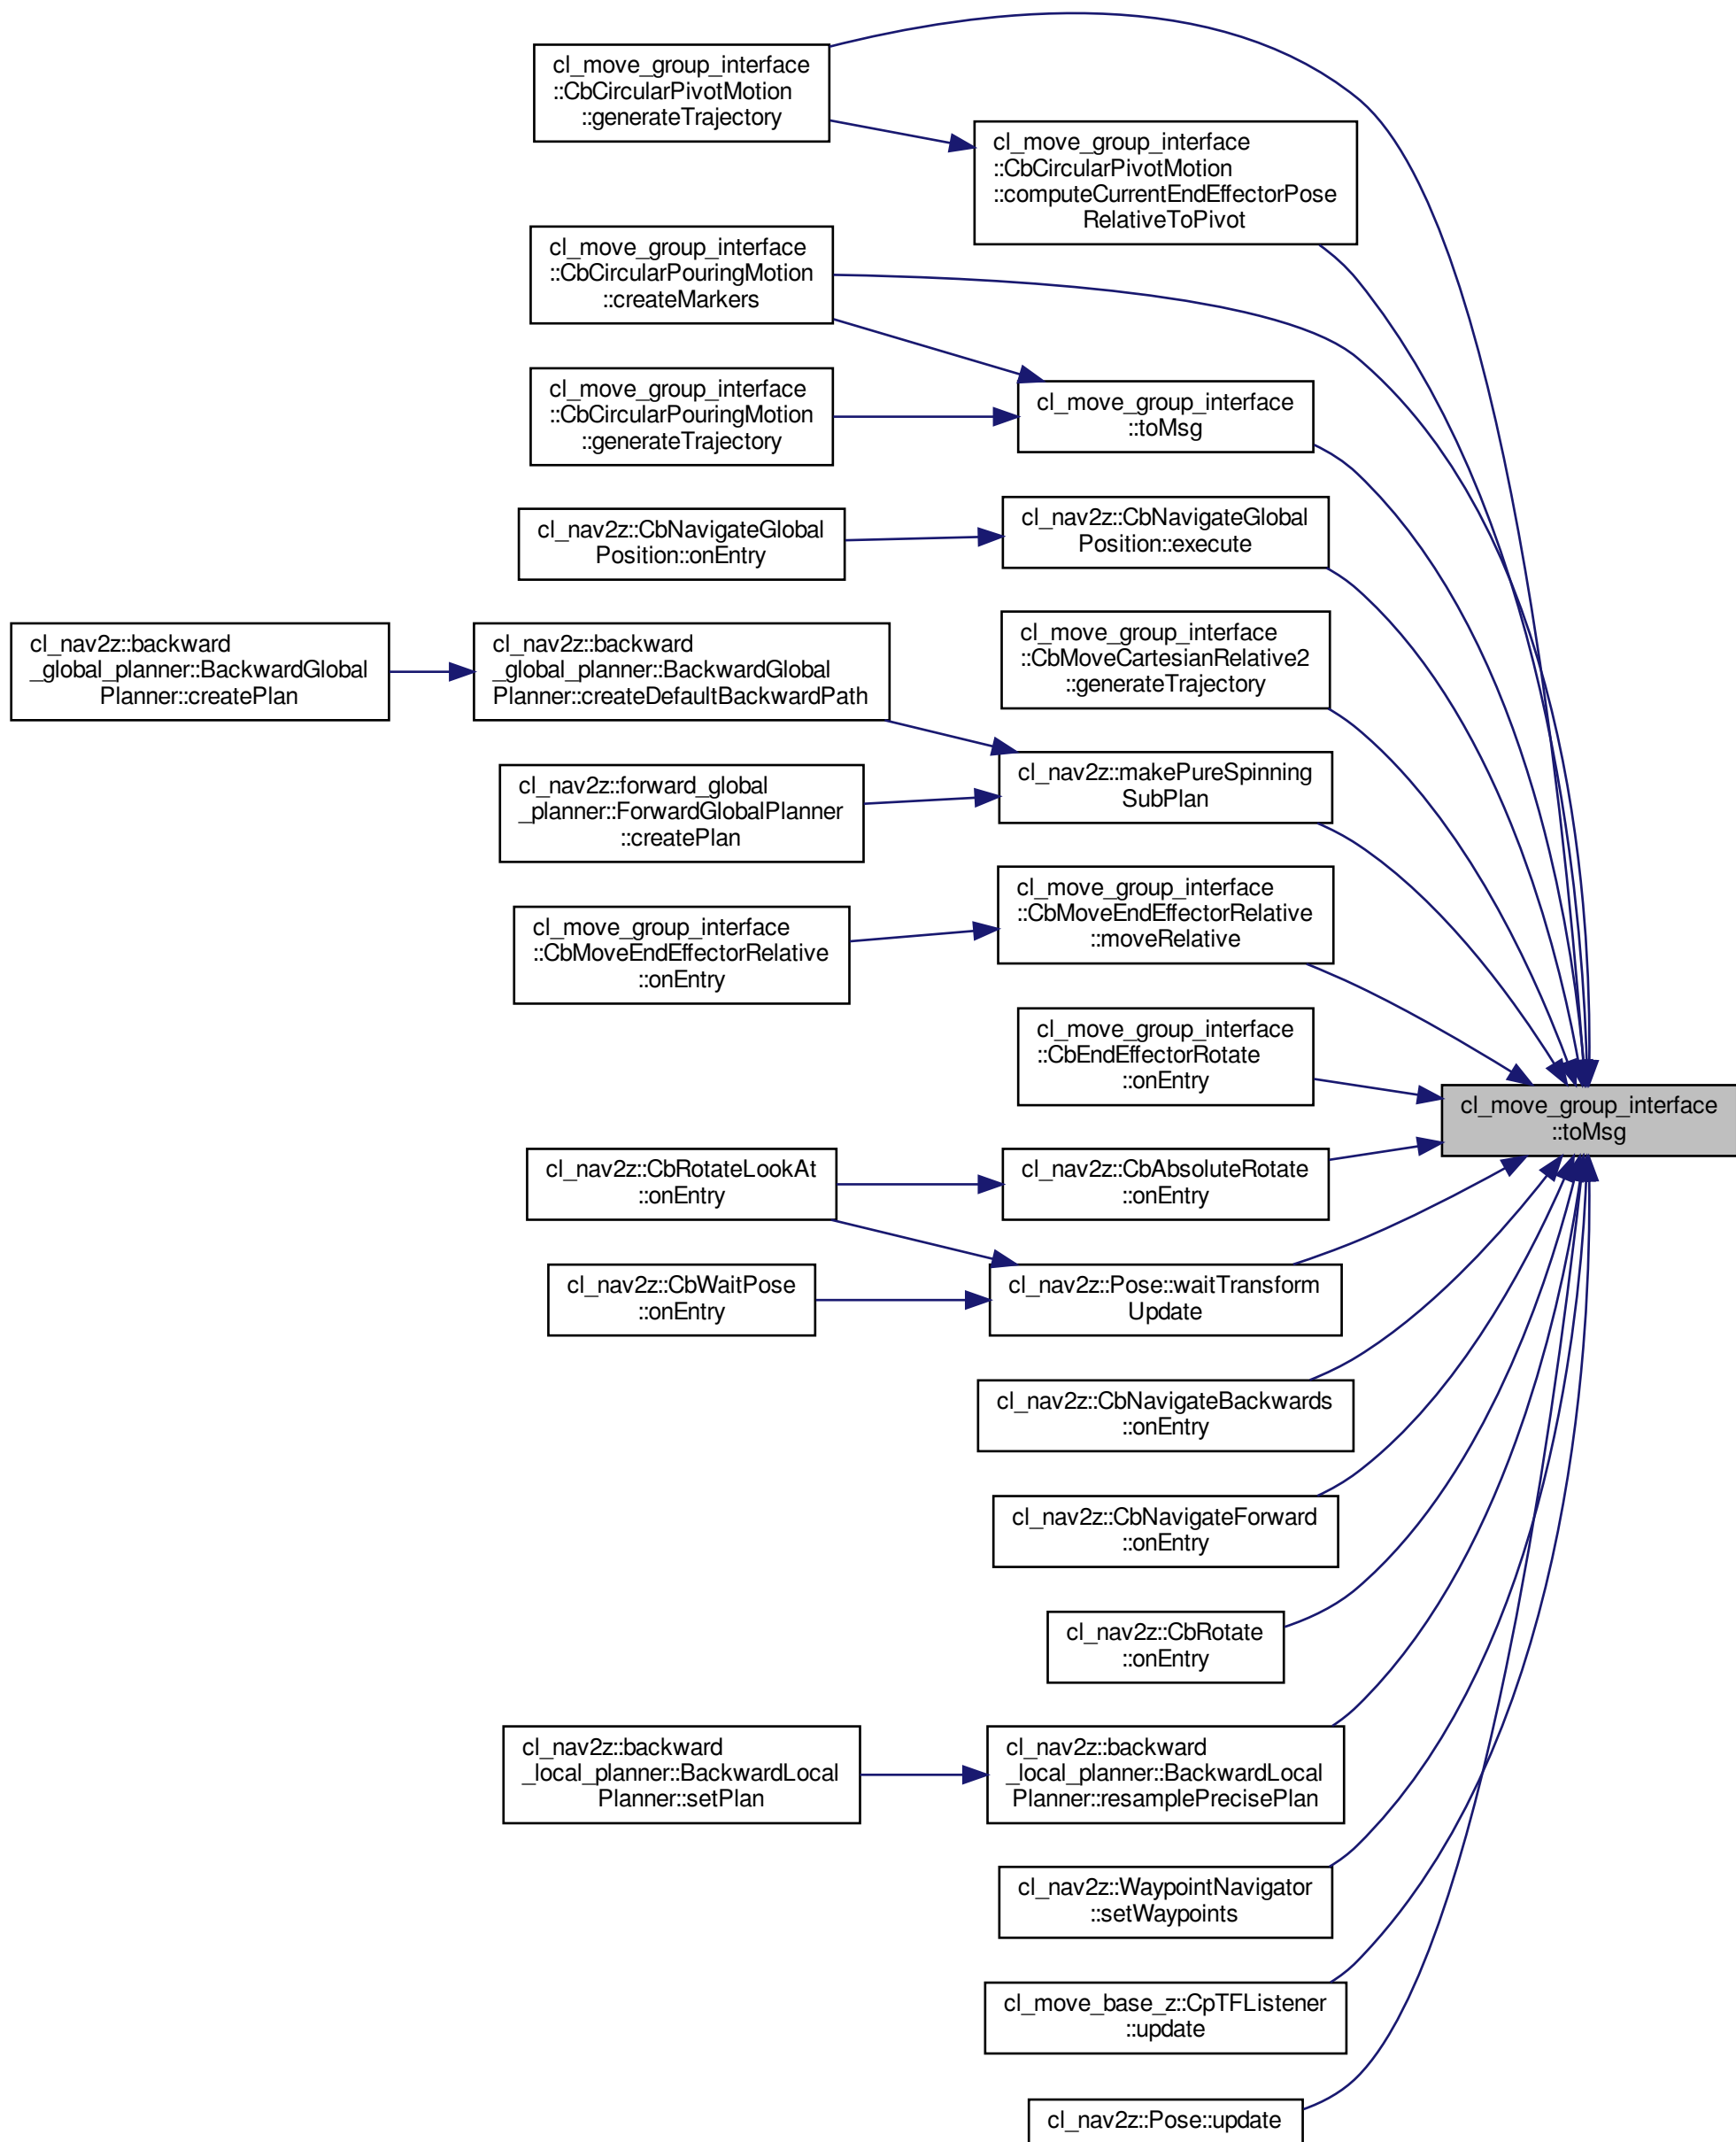 cl_move_group_interface
::CbCircularPivotMotion
::generateTrajectory
cl_move_group_interface
::CbCircularPivotMotion
::computeCurrentEndEffectorPose
RelativeToPivot
cl_move_group_interface
::CbCircularPouringMotion
::createMarkers
cl_move_group_interface
::CbCircularPouringMotion
::generateTrajectory
cl_move_group_interface
::toMsg
cl_nav2z::CbNavigateGlobal
Position::onEntry
cl_nav2z::CbNavigateGlobal
Position::execute
cl_move_group_interface
::CbMoveCartesianRelative2
::generateTrajectory
cl_nav2z::backward
_global_planner::BackwardGlobal
Planner::createPlan
cl_nav2z::backward
_global_planner::BackwardGlobal
Planner::createDefaultBackwardPath
cl_nav2z::makePureSpinning
SubPlan
cl_nav2z::forward_global
_planner::ForwardGlobalPlanner
::createPlan
cl_move_group_interface
::CbMoveEndEffectorRelative
::moveRelative
cl_move_group_interface
::CbMoveEndEffectorRelative
::onEntry
cl_move_group_interface
::CbEndEffectorRotate
::onEntry
cl_move_group_interface
::toMsg
cl_nav2z::CbRotateLookAt
::onEntry
cl_nav2z::CbAbsoluteRotate
::onEntry
cl_nav2z::CbWaitPose
::onEntry
cl_nav2z::Pose::waitTransform
Update
cl_nav2z::CbNavigateBackwards
::onEntry
cl_nav2z::CbNavigateForward
::onEntry
cl_nav2z::CbRotate
::onEntry
cl_nav2z::backward
_local_planner::BackwardLocal
Planner::setPlan
cl_nav2z::backward
_local_planner::BackwardLocal
Planner::resamplePrecisePlan
cl_nav2z::WaypointNavigator
::setWaypoints
cl_move_base_z::CpTFListener
::update
cl_nav2z::Pose::update